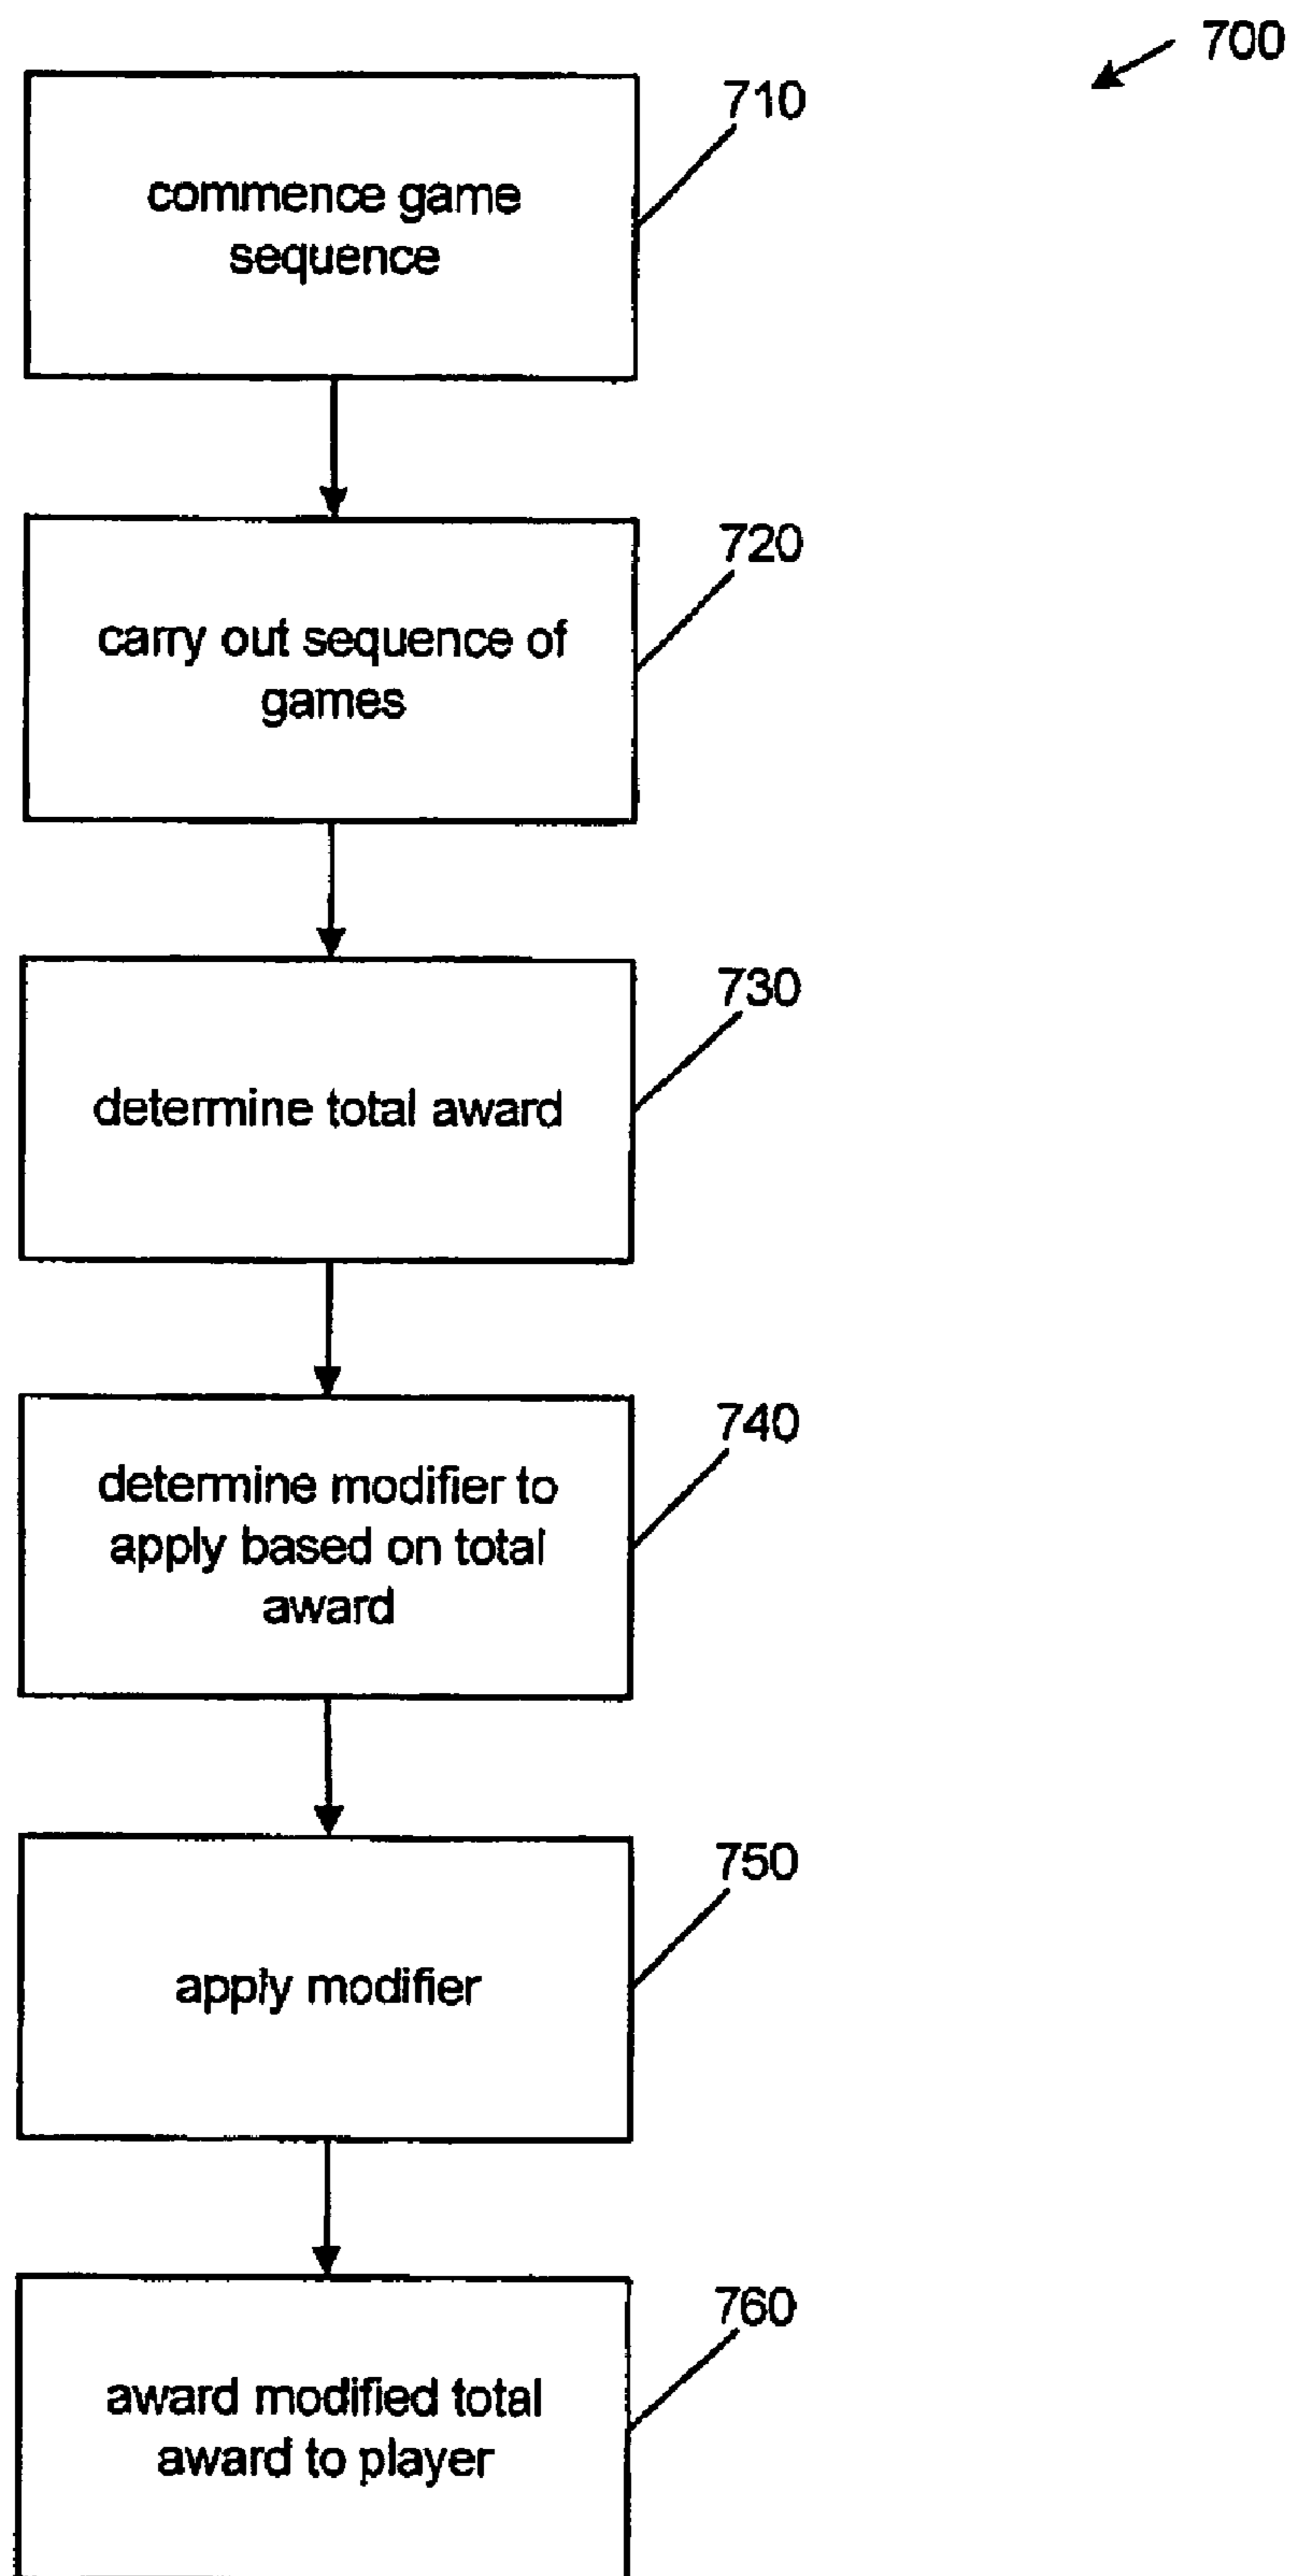 700
710
commence game
sequence
720
carry out sequence of
games
730
determine total award
740
determine modifier to
apply based on total
award
750
apply modifier
760
award modified total
award to player